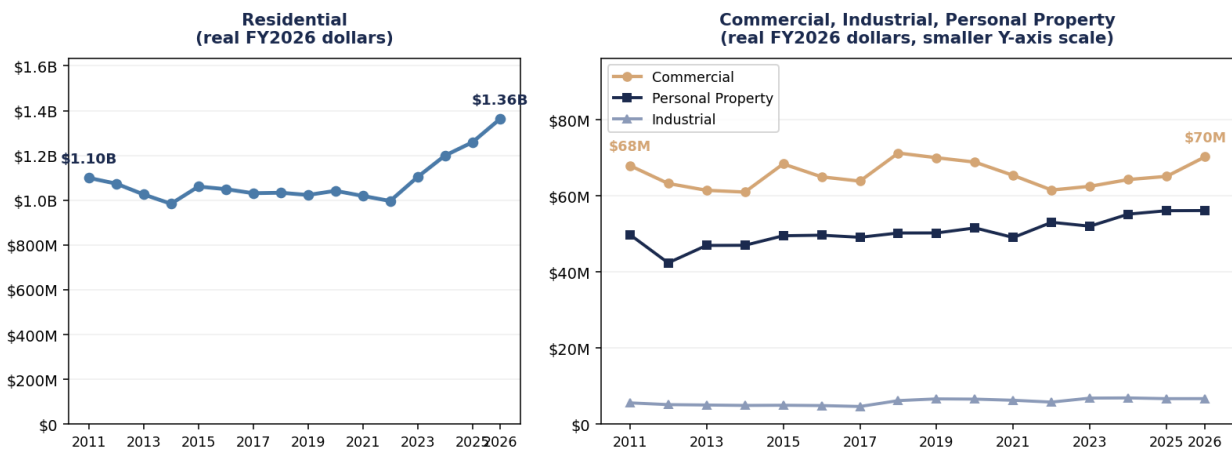 Residential
(real FY2026 dollars)
$1.6B
$1.4B
$1.2B
$1.0B
$800M
$600M
$400M
$200M
$0
$1.10B
$1.36B
2011 2013 2015 2017 2019 2021 2023 2025 2026
Commercial, Industrial, Personal Property
(real FY2026 dollars, smaller Y-axis scale)
Commercial
Personal Property
Industrial
$80M
$60M
$40M
$20M
$0
$68M
$70M
2011 2013 2015 2017 2019 2021 2023 2025 2026